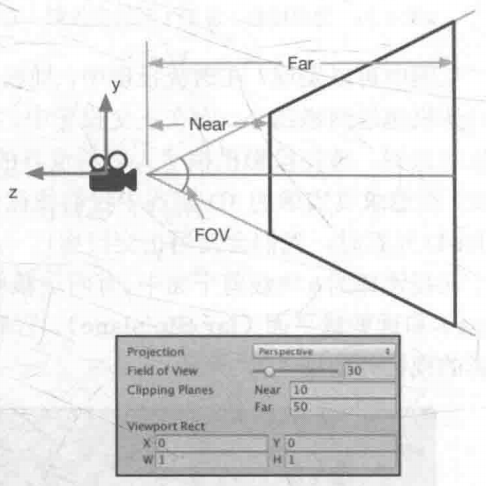 Far
y
Near
z
FOV
Projection Perspective
Field of View 30
Clipping Planes Near 10
Far 50
Viewport Rect
X 0 Y 0
W 1 H 1